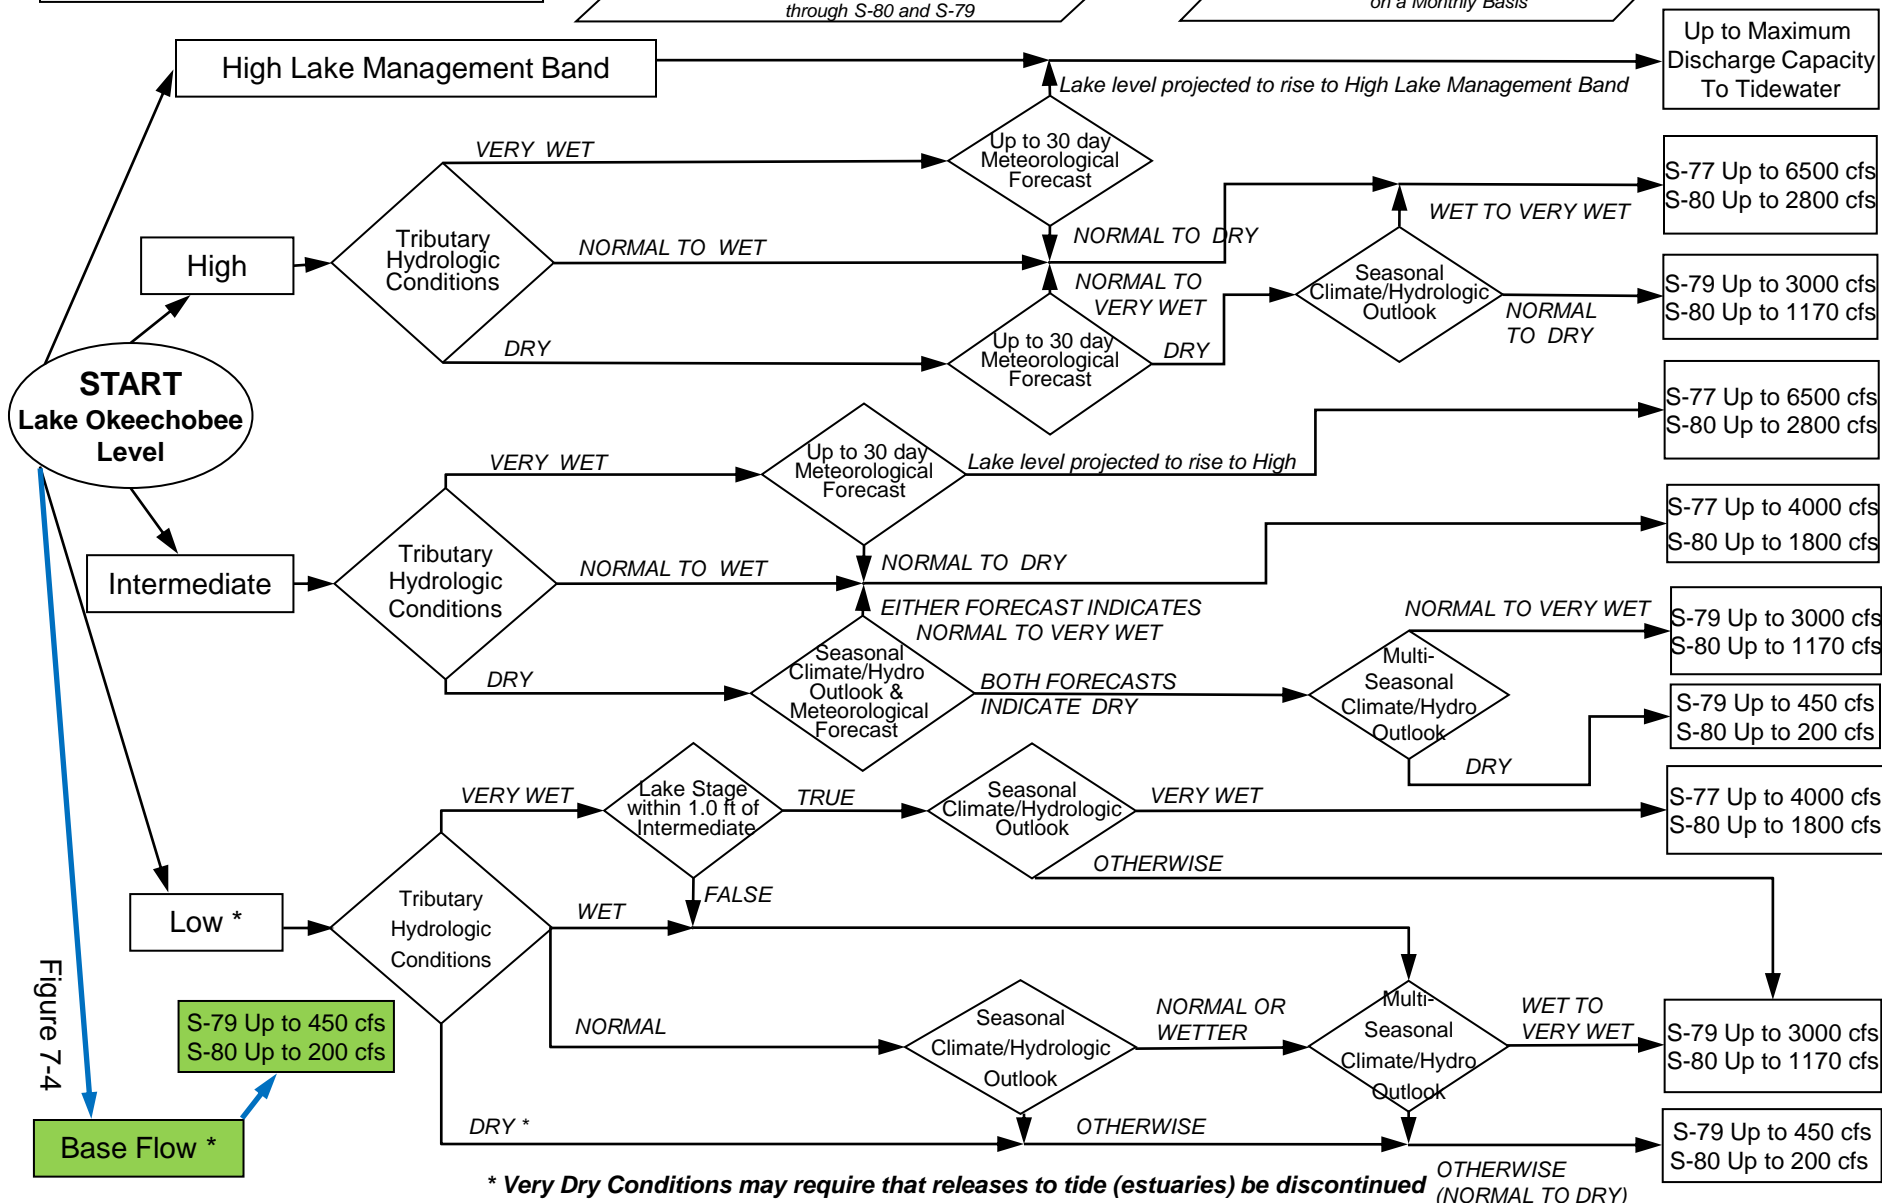 through S-80 and S-79
on a Monthly Basis
Up to Maximum
Discharge Capacity
To Tidewater
High Lake Management Band
Lake level projected to rise to High Lake Management Band
VERY WET
Up to 30 day
Meteorological
Forecast
S-77 Up to 6500 cfs
S-80 Up to 2800 cfs
WET TO VERY WET
High
Tributary
Hydrologic
Conditions
NORMAL TO WET
NORMAL TO DRY
NORMAL TO
VERY WET
Seasonal
Climate/Hydrologic
Outlook
NORMAL
TO DRY
S-79 Up to 3000 cfs
S-80 Up to 1170 cfs
DRY
Up to 30 day
Meteorological
Forecast
DRY
START
Lake Okeechobee
Level
S-77 Up to 6500 cfs
S-80 Up to 2800 cfs
VERY WET
Up to 30 day
Meteorological
Forecast
Lake level projected to rise to High
S-77 Up to 4000 cfs
S-80 Up to 1800 cfs
Intermediate
Tributary
Hydrologic
Conditions
NORMAL TO WET
NORMAL TO DRY
EITHER FORECAST INDICATES
NORMAL TO VERY WET
NORMAL TO VERY WET
S-79 Up to 3000 cfs
S-80 Up to 1170 cfs
DRY
Seasonal
Climate/Hydro
Outlook &
Meteorological
Forecast
BOTH FORECASTS
INDICATE DRY
Multi-
Seasonal
Climate/Hydro
Outlook
DRY
S-79 Up to 450 cfs
S-80 Up to 200 cfs
VERY WET
Lake Stage
within 1.0 ft of
Intermediate
TRUE
FALSE
Seasonal
Climate/Hydrologic
Outlook
VERY WET
OTHERWISE
S-77 Up to 4000 cfs
S-80 Up to 1800 cfs
Low *
Tributary
Hydrologic
Conditions
WET
NORMAL
Seasonal
Climate/Hydrologic
Outlook
NORMAL OR
WETTER
Multi-
Seasonal
Climate/Hydro
Outlook
WET TO
VERY WET
S-79 Up to 3000 cfs
S-80 Up to 1170 cfs
Figure 7-4
S-79 Up to 450 cfs
S-80 Up to 200 cfs
Base Flow *
DRY *
OTHERWISE
S-79 Up to 450 cfs
S-80 Up to 200 cfs
* Very Dry Conditions may require that releases to tide (estuaries) be discontinued
OTHERWISE
(NORMAL TO DRY)